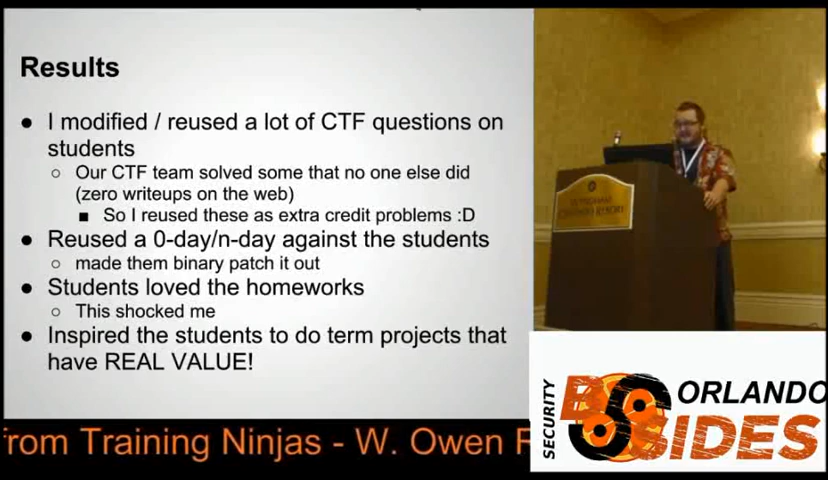 Results
● I modified / reused a lot of CTF questions on
students
○ Our CTF team solved some that no one else did
(zero writeups on the web)
■ So I reused these as extra credit problems :D
● Reused a 0-day/n-day against the students
○ made them binary patch it out
● Students loved the homeworks
○ This shocked me
● Inspired the students to do term projects that
have REAL VALUE!
from Training Ninjas - W. Owen R
SECURITY
BSIDES
ORLANDO